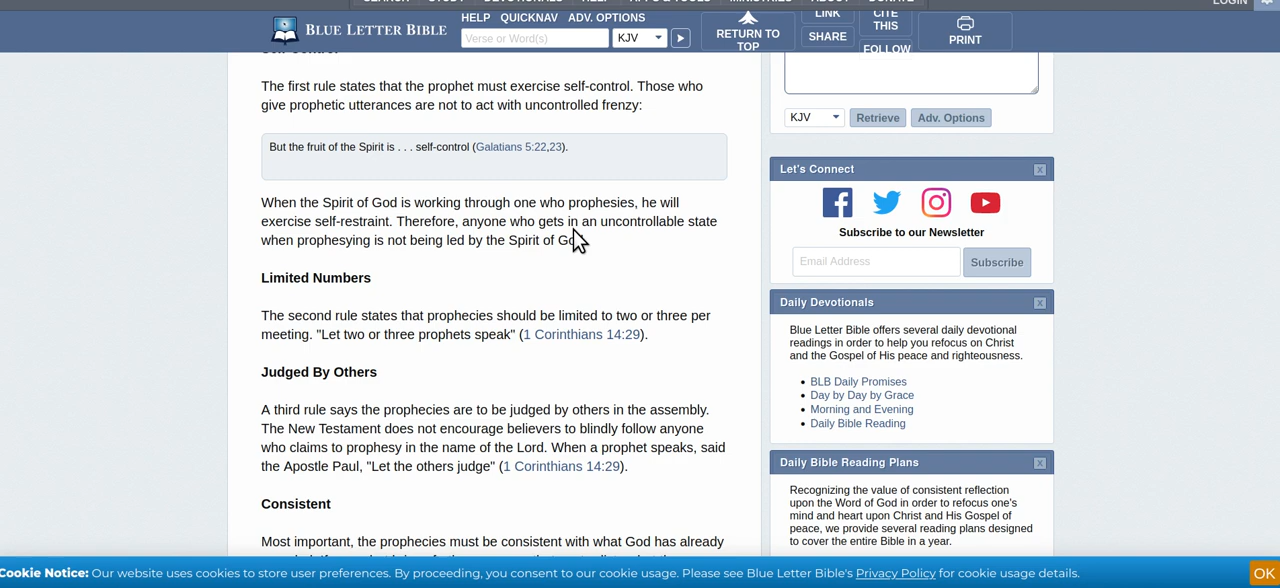 LOGIN
BLUE LETTER BIBLE
HELP QUICKNAV ADV. OPTIONS
Verse or Word(s)
KJV
RETURN TO
TOP
LINK
SHARE
CITE
THIS
FOLLOW
PRINT
The first rule states that the prophet must exercise self-control. Those who
give prophetic utterances are not to act with uncontrolled frenzy:
But the fruit of the Spirit is . . . self-control (Galatians 5:22,23).
When the Spirit of God is working through one who prophesies, he will
exercise self-restraint. Therefore, anyone who gets in an uncontrollable state
when prophesying is not being led by the Spirit of God.
Limited Numbers
The second rule states that prophecies should be limited to two or three per
meeting. "Let two or three prophets speak" (1 Corinthians 14:29).
Judged By Others
A third rule says the prophecies are to be judged by others in the assembly.
The New Testament does not encourage believers to blindly follow anyone
who claims to prophesy in the name of the Lord. When a prophet speaks, said
the Apostle Paul, "Let the others judge" (1 Corinthians 14:29).
Consistent
Most important, the prophecies must be consistent with what God has already
KJV
Retrieve
Adv. Options
Let's Connect
X
Subscribe to our Newsletter
Email Address
Subscribe
Daily Devotionals
X
Blue Letter Bible offers several daily devotional
readings in order to help you refocus on Christ
and the Gospel of His peace and righteousness.
BLB Daily Promises
Day by Day by Grace
Morning and Evening
Daily Bible Reading
Daily Bible Reading Plans
X
Recognizing the value of consistent reflection
upon the Word of God in order to refocus one's
mind and heart upon Christ and His Gospel of
peace, we provide several reading plans designed
to cover the entire Bible in a year.
Cookie Notice: Our website uses cookies to store user preferences. By proceeding, you consent to our cookie usage. Please see Blue Letter Bible's Privacy Policy for cookie usage details.
OK